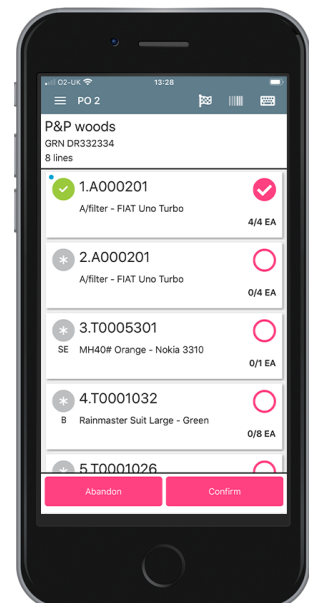 O2-UK 13:28
PO 2
P&P woods
GRN DR332334
8 lines
1.A000201
A/filter - FIAT Uno Turbo
4/4 EA
2.A000201
A/filter - FIAT Uno Turbo
0/4 EA
3.T0005301
SE MH40# Orange - Nokia 3310
0/1 EA
4.T0001032
B Rainmaster Suit Large - Green
0/8 EA
5.T0001026
Abandon Confirm